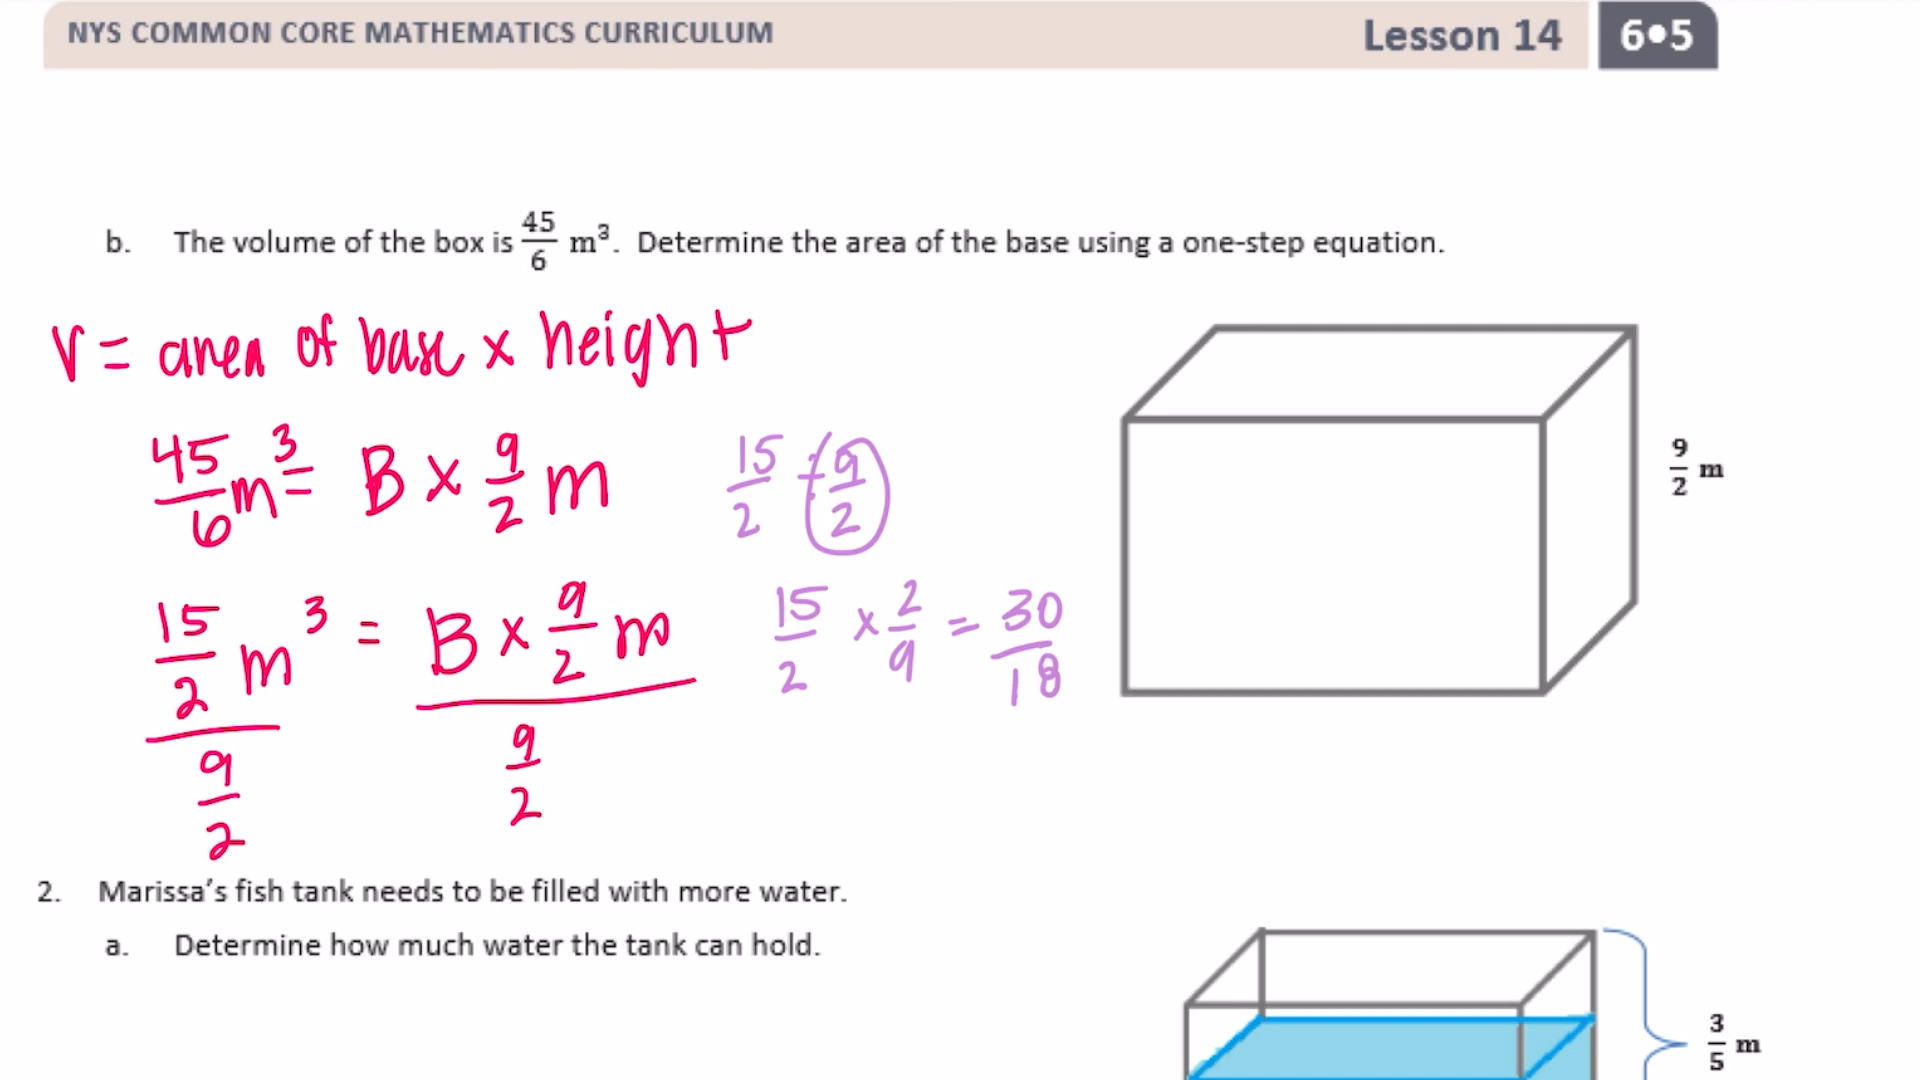 NYS COMMON CORE MATHEMATICS CURRICULUM Lesson 14 6•5
b. The volume of the box is 45/6 m³. Determine the area of the base using a one-step equation.
V = area of base x height
45/6 m³ = B x 9/2 m
15/2 ÷ 9/2
9/2 m
15/2 m³ = B x 9/2 m
15/2 x 2/9 = 30/18
9/2
9/2
2. Marissa’s fish tank needs to be filled with more water.
a. Determine how much water the tank can hold.
3/5 m